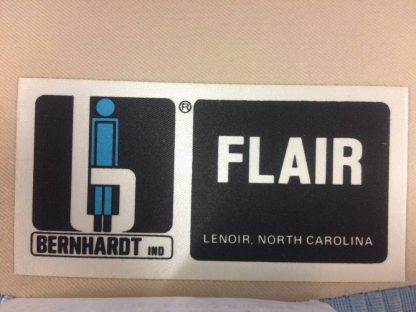 b®
BERNHARDT IND
FLAIR
LENOIR, NORTH CAROLINA